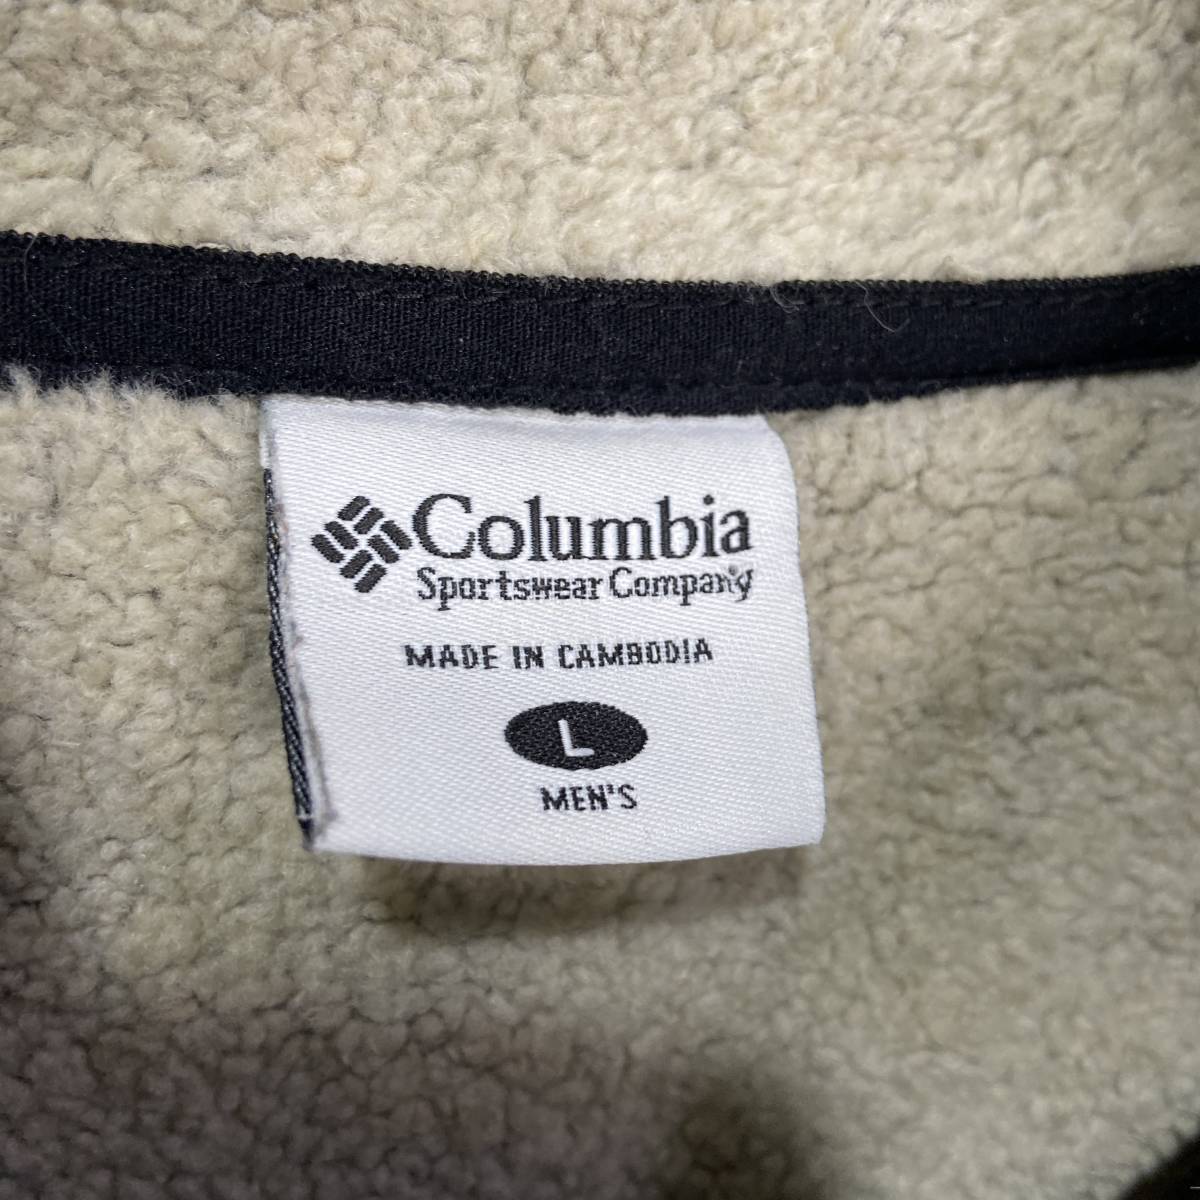 Columbia
Sportswear Company
MADE IN CAMBODIA
L
MEN'S